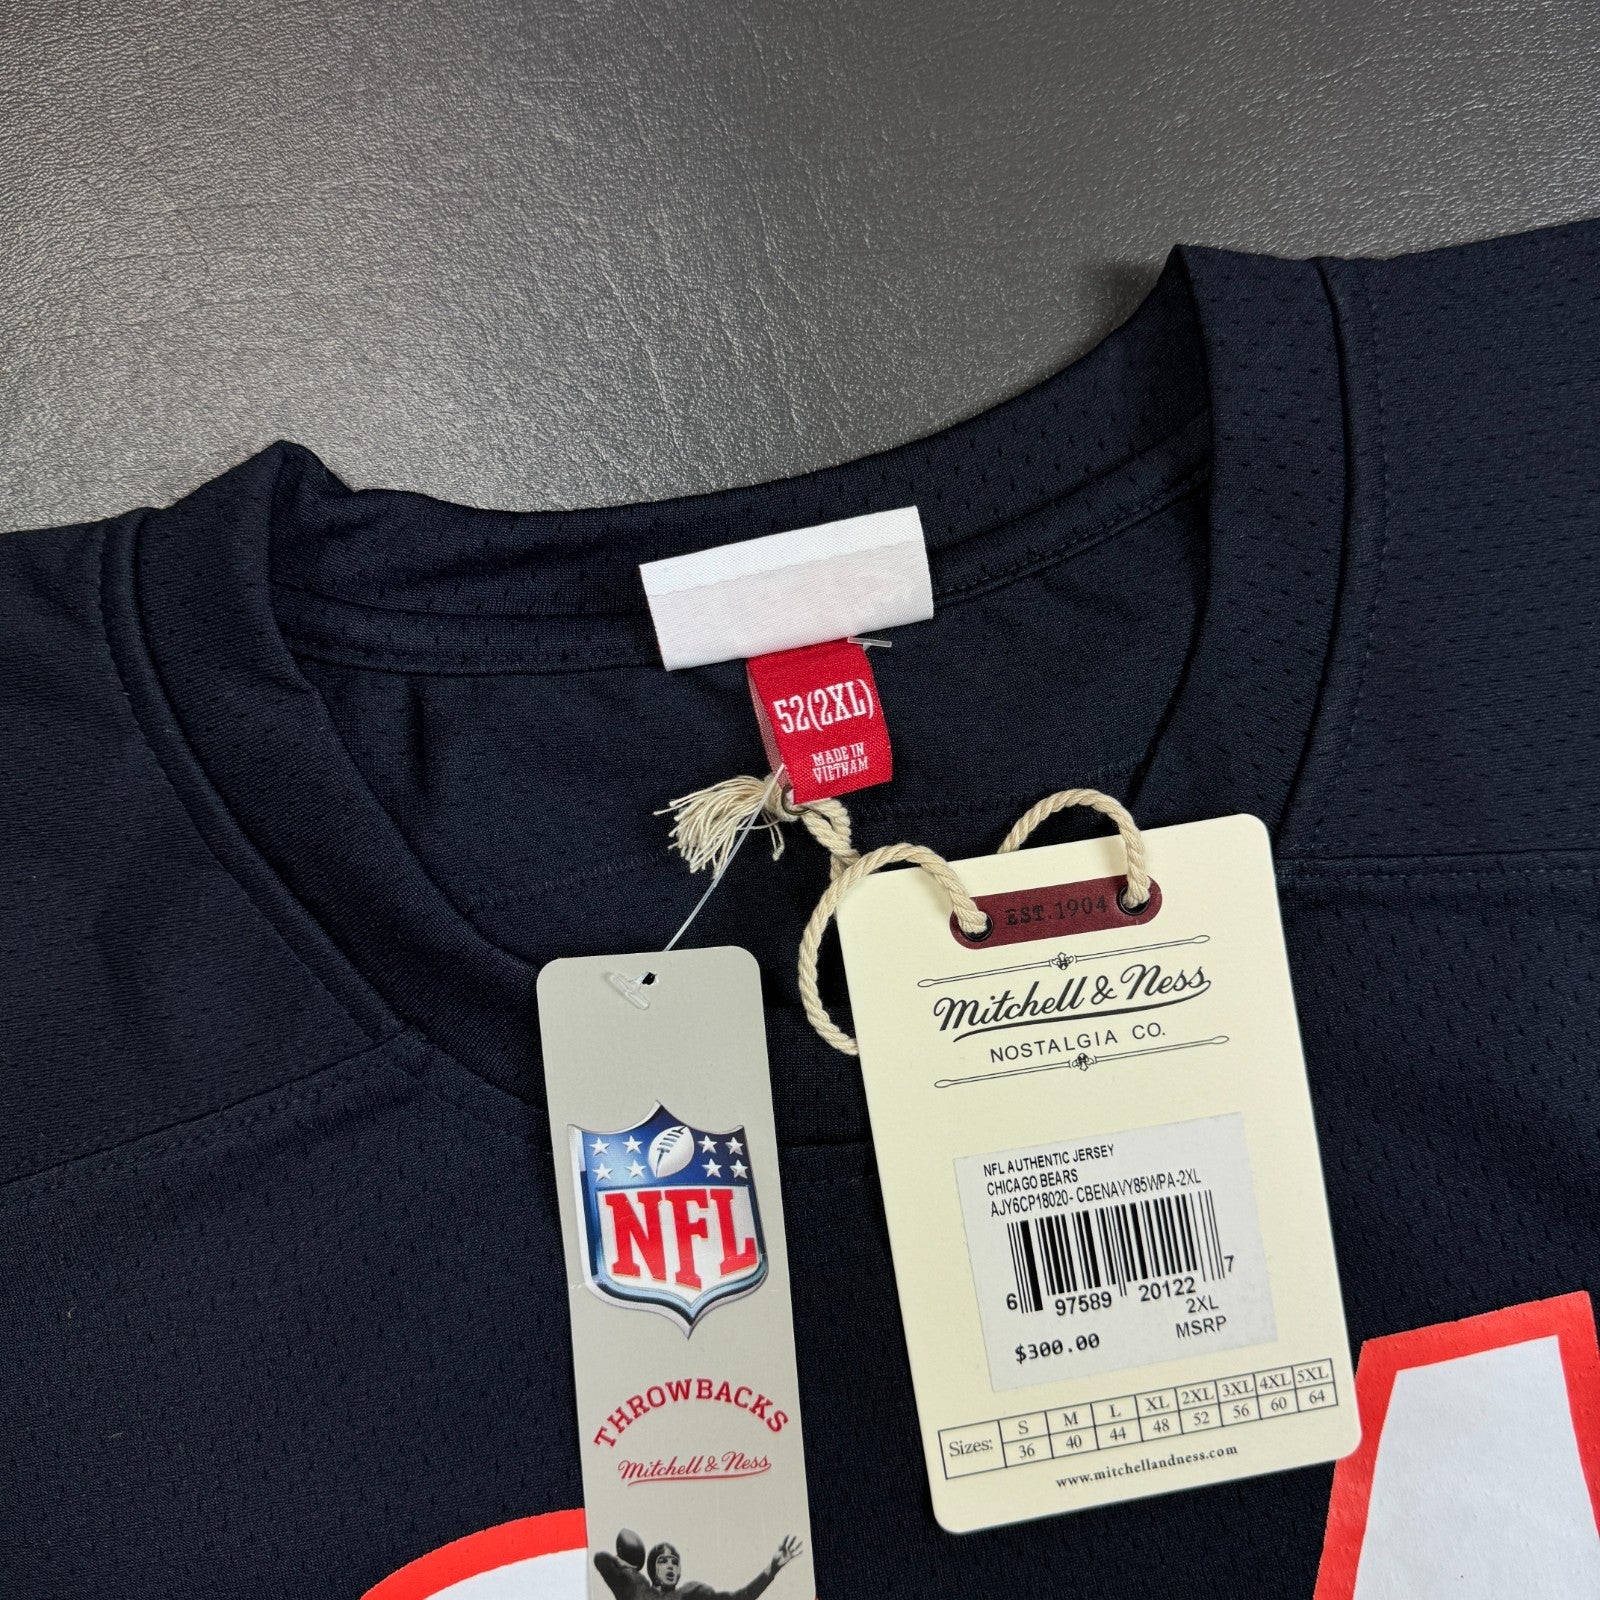 52(2XL)
MADE IN
VIETNAM
EST.1904
Mitchell & Ness
NOSTALGIA CO.
NFL AUTHENTIC JERSEY
CHICAGO BEARS
AJY6CP18020- CBENAVY85WPA-2XL
6 97589 20122 7
2XL
$300.00 MSRP
Sizes: S M L XL 2XL 3XL 4XL 5XL
36 40 44 48 52 56 60 64
www.mitchellandness.com
NFL
THROWBACKS
Mitchell & Ness